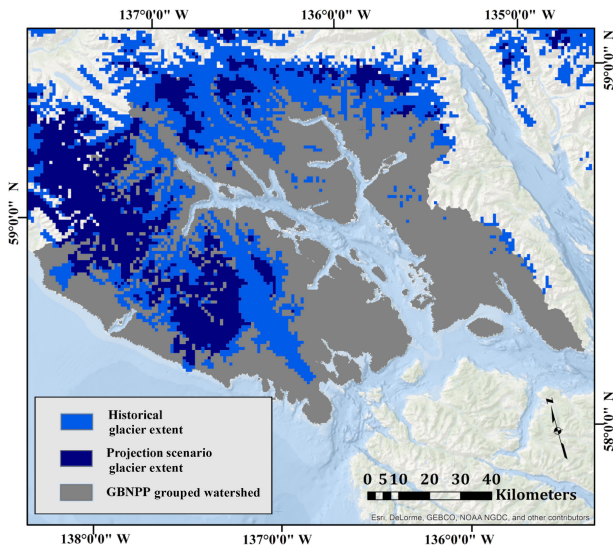 137°0'0" W
136°0'0" W
135°0'0" W
59°0'0" N
59°0'0" N
58°0'0" N
Historical
glacier extent
Projection scenario
glacier extent
GBNPP grouped watershed
N
0 5 10 20 30 40
Kilometers
Esri, DeLorme, GEBCO, NOAA NGDC, and other contributors
138°0'0" W
137°0'0" W
136°0'0" W